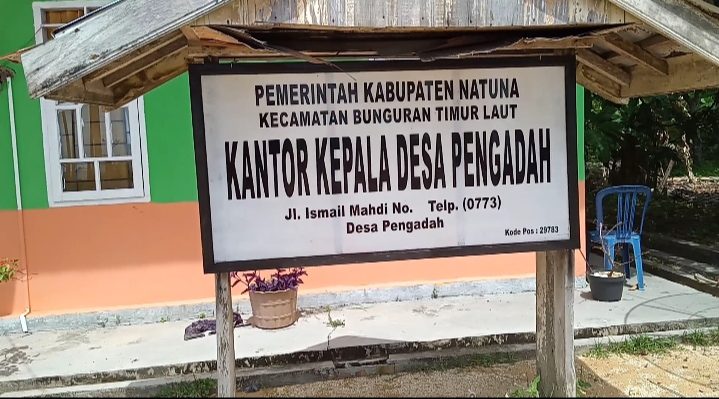 PEMERINTAH KABUPATEN NATUNA
KECAMATAN BUNGURAN TIMUR LAUT
KANTOR KEPALA DESA PENGADAH
Jl. Ismail Mahdi No. Telp. (0773)
Desa Pengadah
Kode Pos : 29783